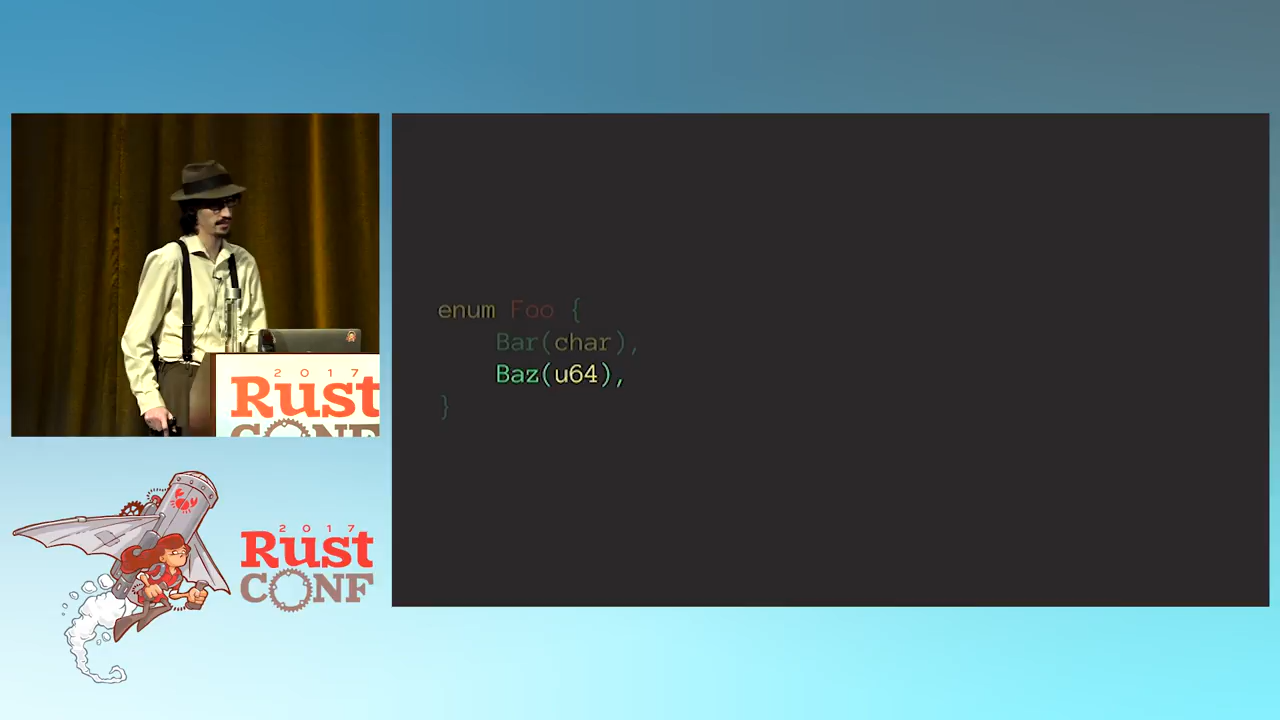 2017
Rust
CONF
2017
Rust
CONF
enum Foo {
    Bar(char),
    Baz(u64),
}